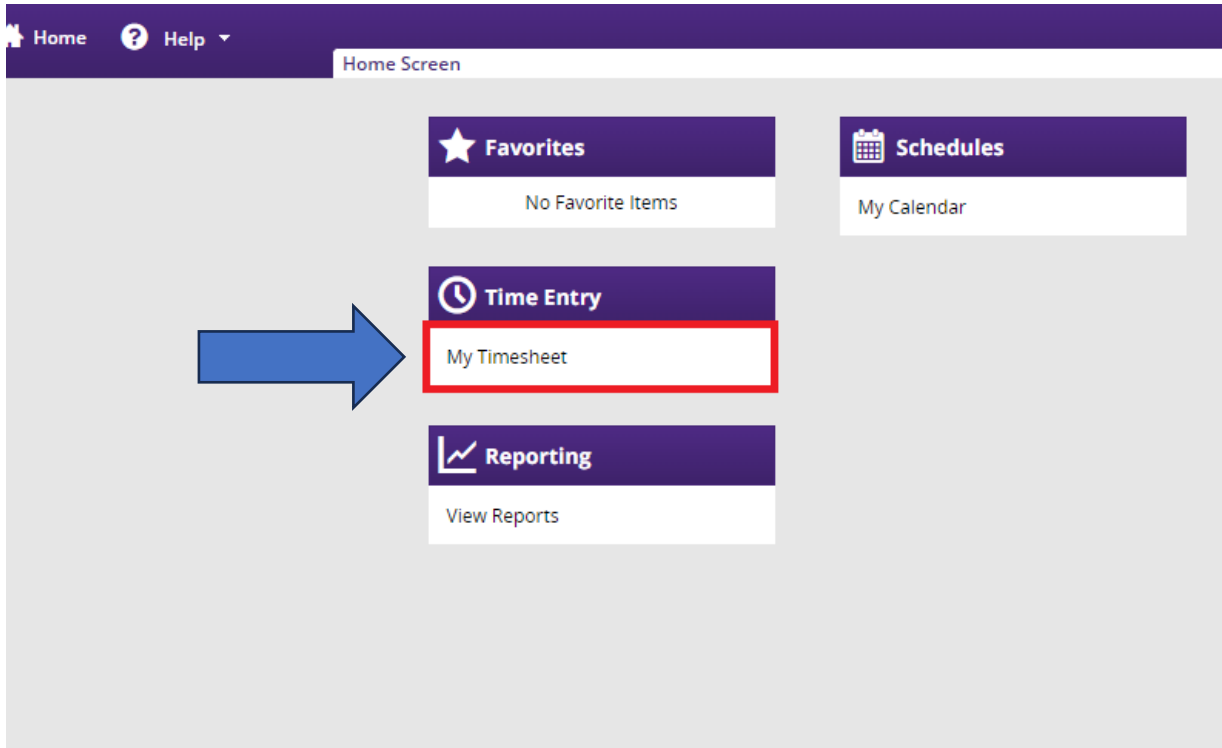 Home
Help
Home Screen
Favorites
No Favorite Items
Schedules
My Calendar
Time Entry
My Timesheet
Reporting
View Reports